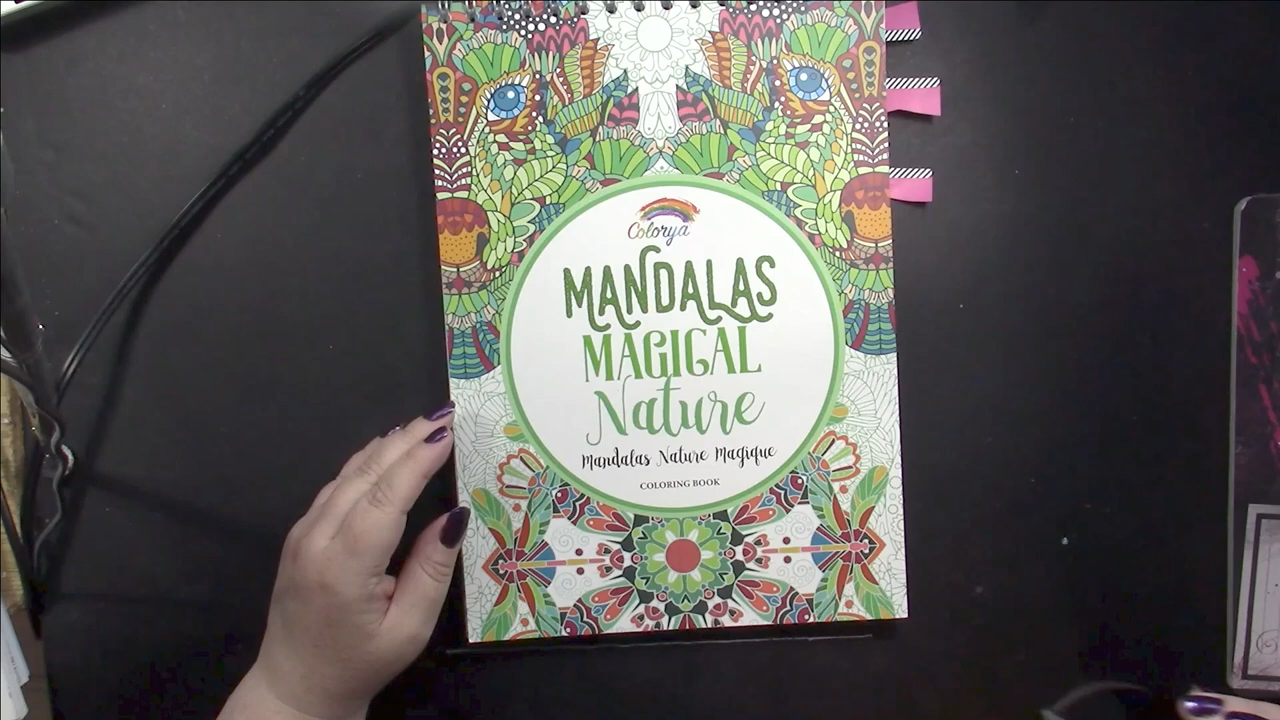 Colorya
MANDALAS
MAGICAL
Nature
Mandalas Nature Magique
COLORING BOOK